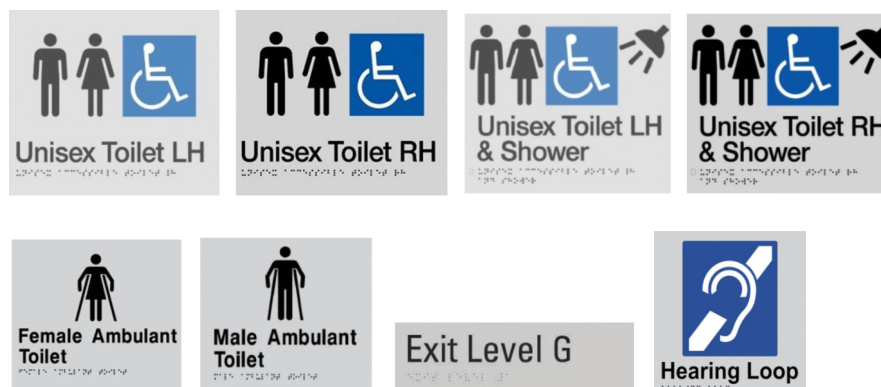 Unisex Toilet LH
Unisex Toilet RH
Unisex Toilet LH
& Shower
Unisex Toilet RH
& Shower
Female Ambulant
Toilet
Male Ambulant
Toilet
Exit Level G
Hearing Loop